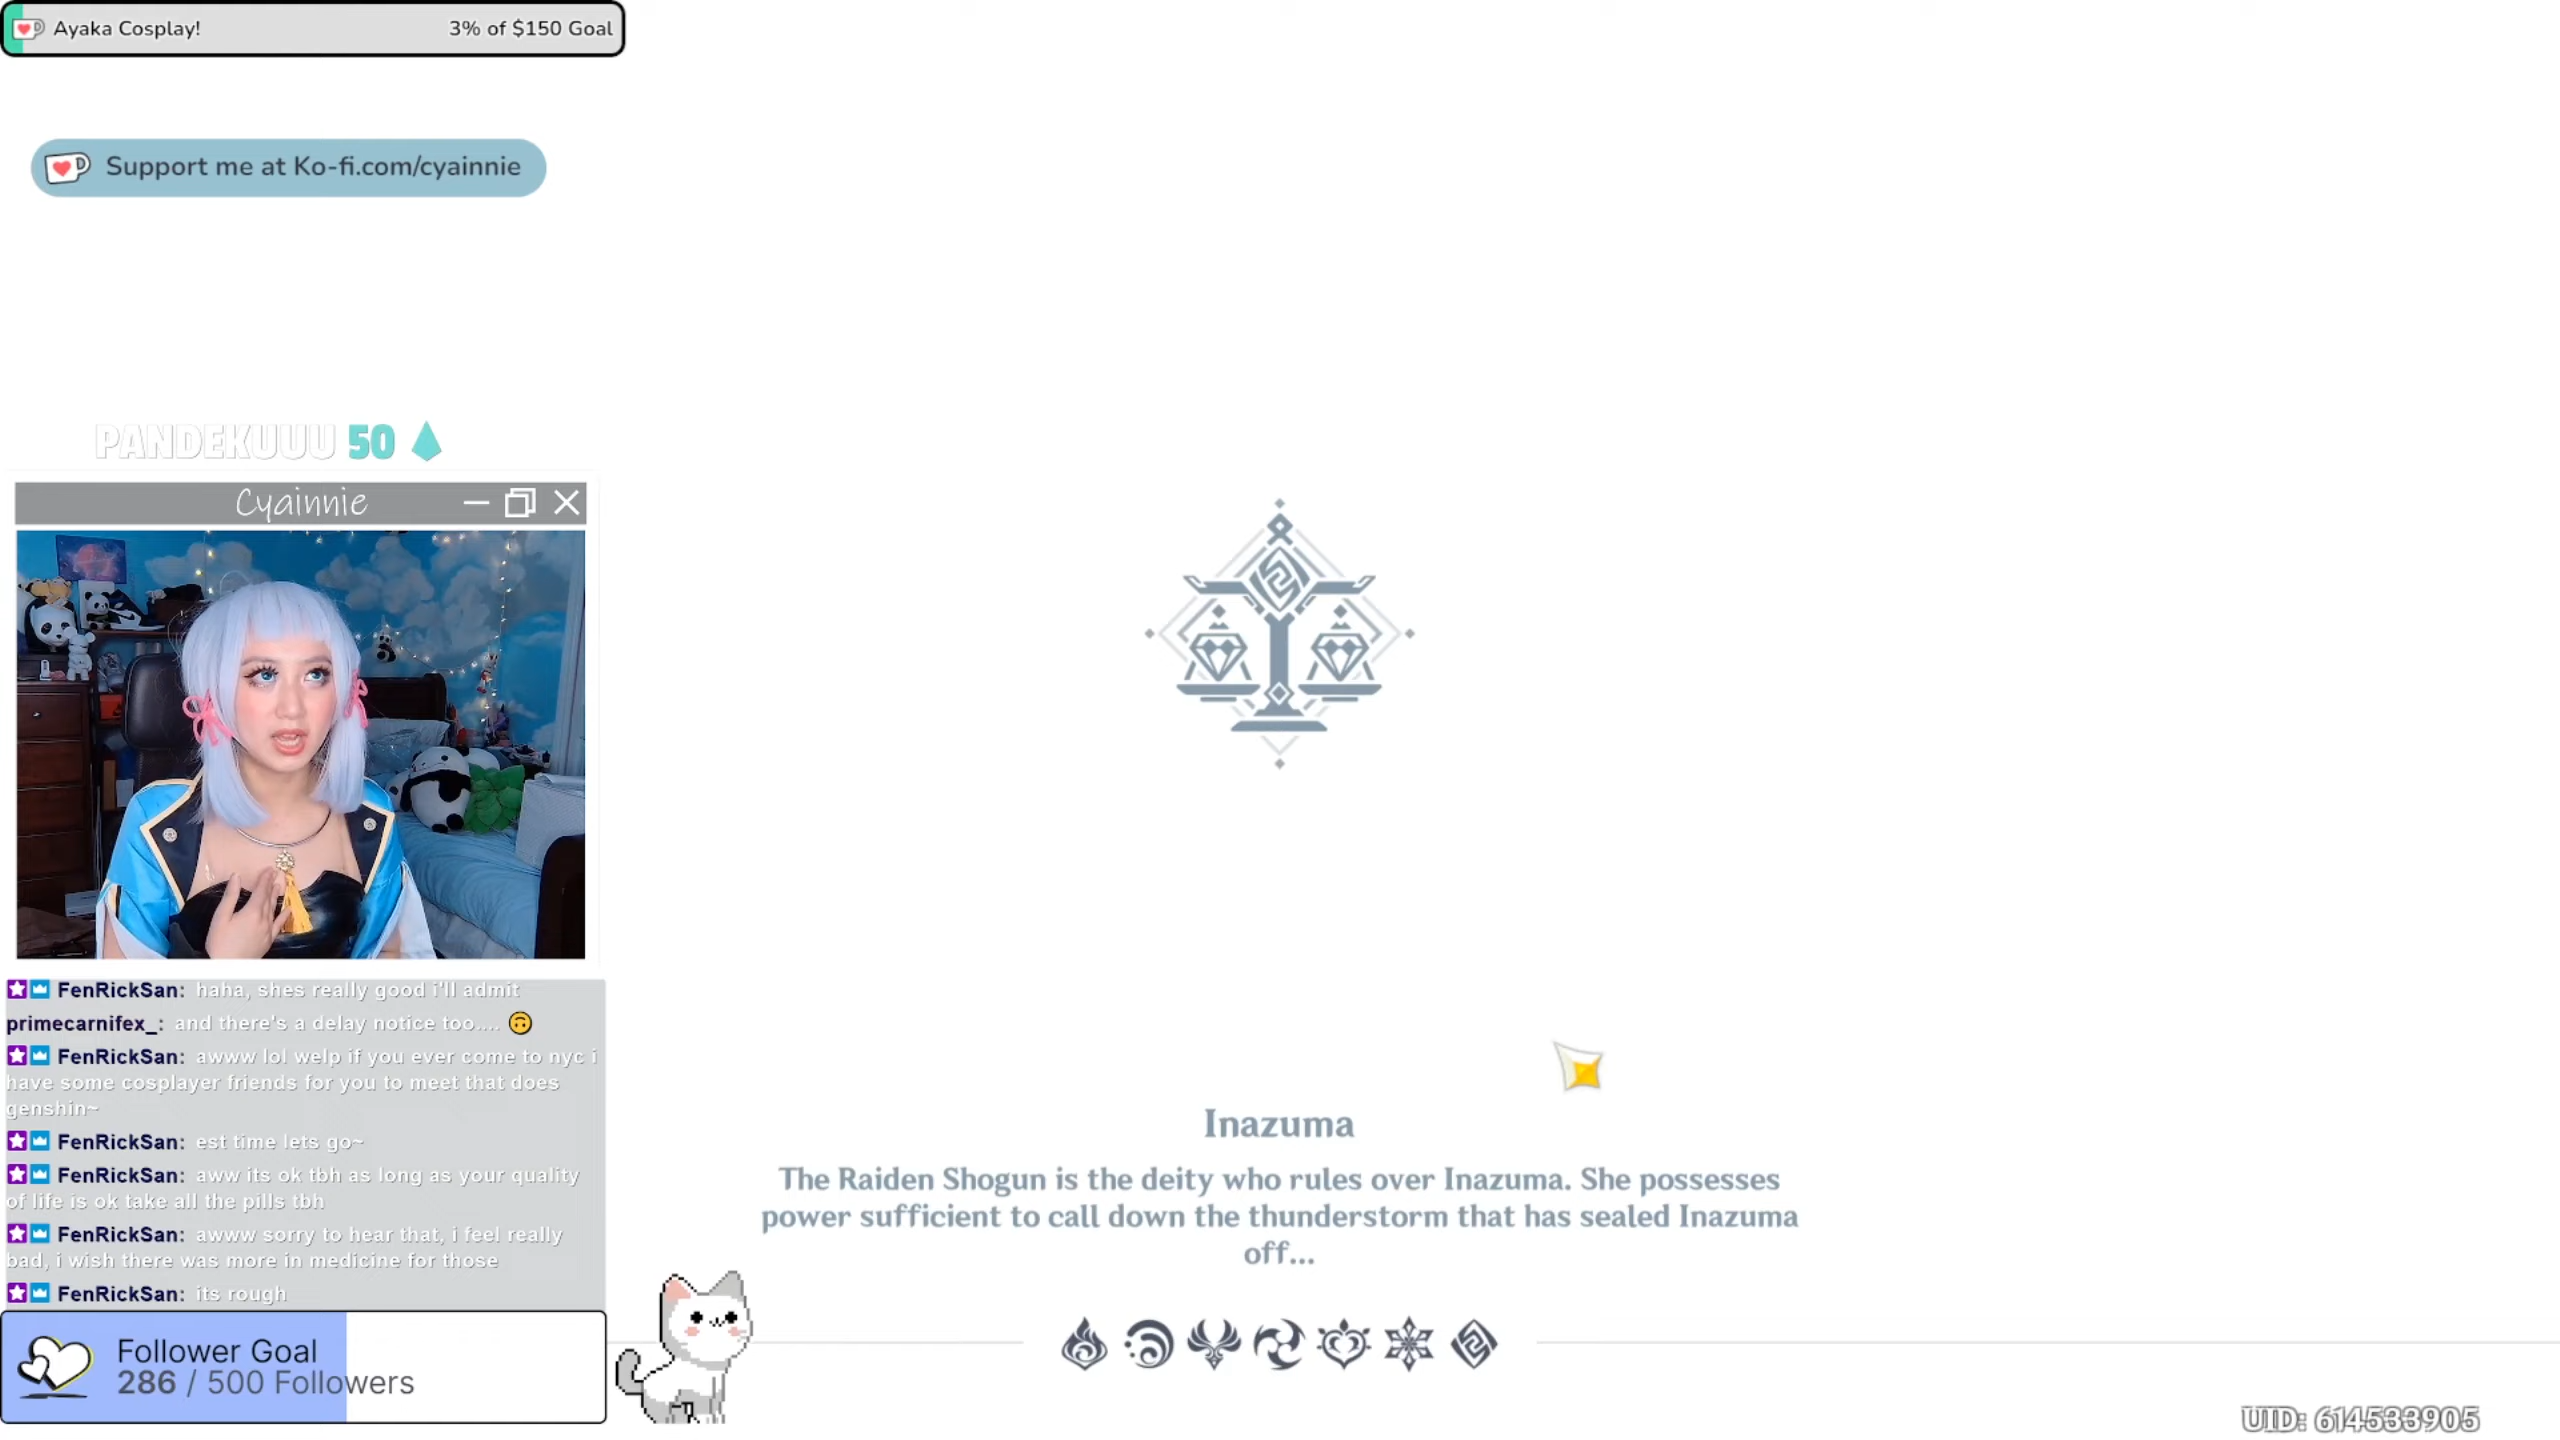 Ayaka Cosplay! 3% of $150 Goal
Support me at Ko-fi.com/cyainnie
PANDEKUUU 50
Cyainnie
FenRickSan: haha, shes really good i'll admit
primecarnifex_: and there's a delay notice too.... 🙃
FenRickSan: awww lol welp if you ever come to nyc i
have some cosplayer friends for you to meet that does
genshin~
FenRickSan: est time lets go~
FenRickSan: aww its ok tbh as long as your quality
of life is ok take all the pills tbh
FenRickSan: awww sorry to hear that, i feel really
bad, i wish there was more in medicine for those
FenRickSan: its rough
Follower Goal
286 / 500 Followers
Inazuma
The Raiden Shogun is the deity who rules over Inazuma. She possesses
power sufficient to call down the thunderstorm that has sealed Inazuma
off...
UID: 614533905